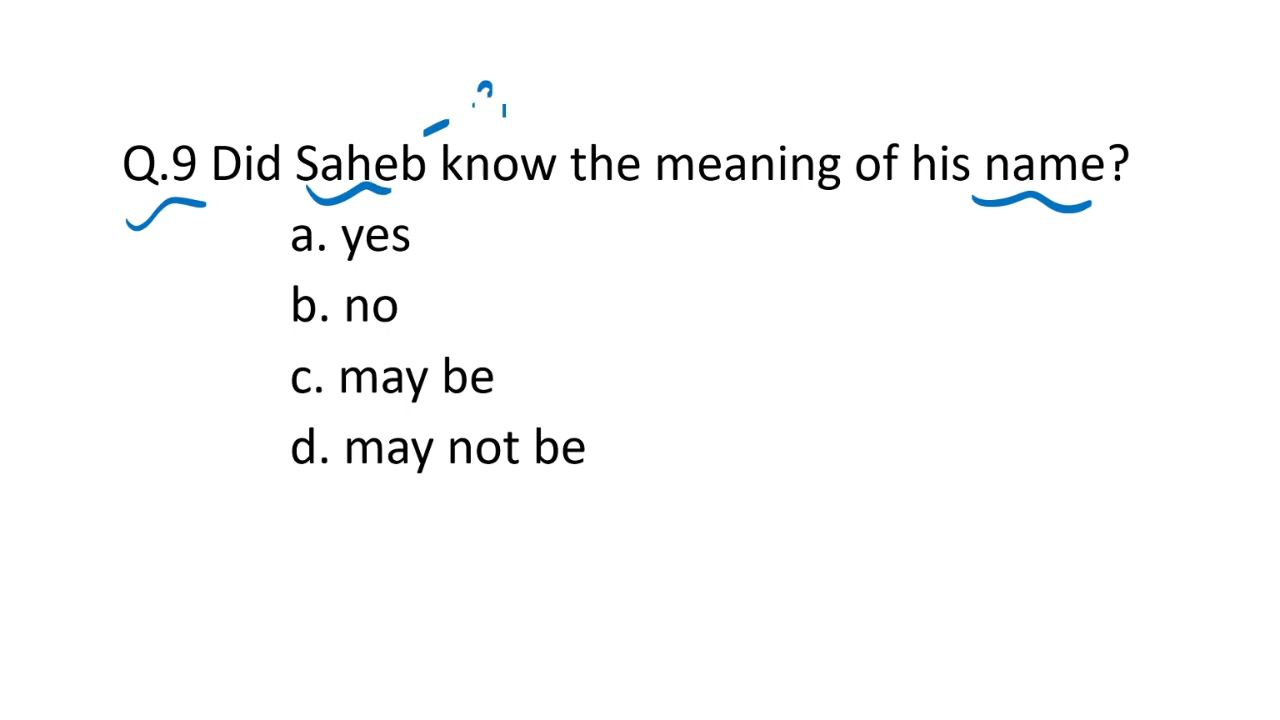 Q.9 Did Saheb know the meaning of his name?
a. yes
b. no
c. may be
d. may not be